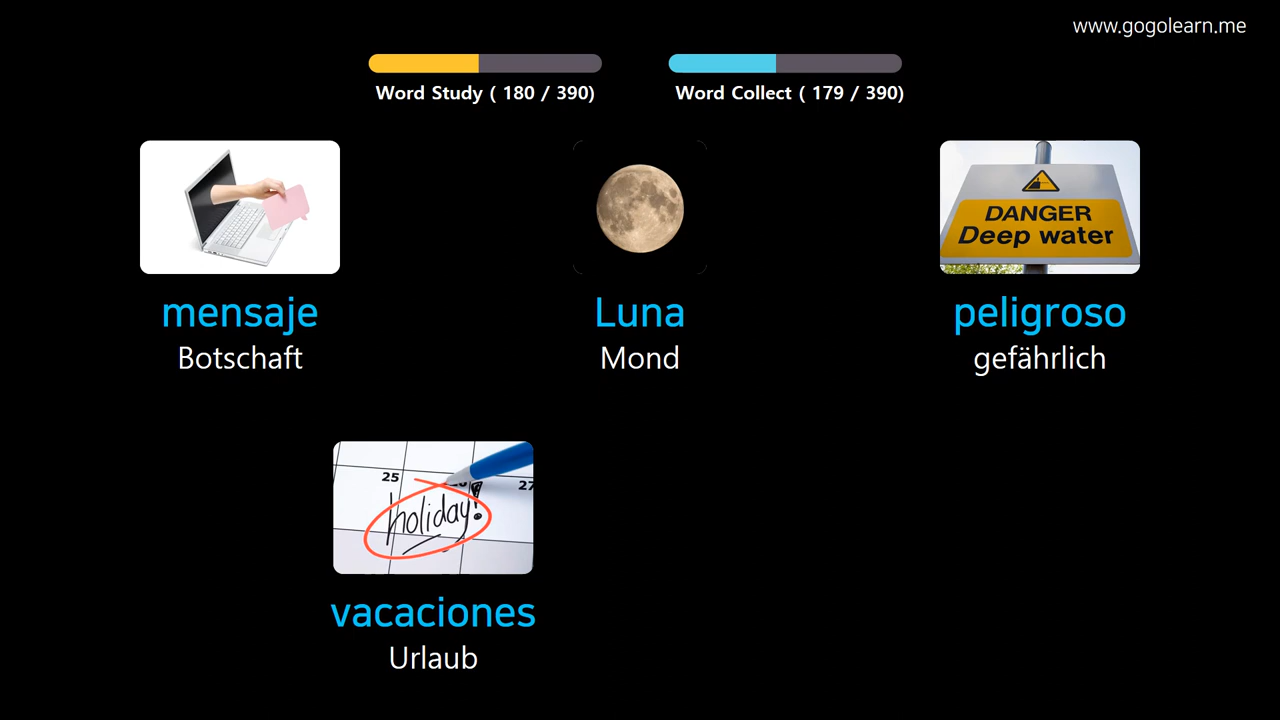 www.gogolearn.me
Word Study ( 180 / 390)
Word Collect ( 179 / 390)
DANGER
Deep water
mensaje
Botschaft
Luna
Mond
peligroso
gefährlich
25
27
holiday!
vacaciones
Urlaub